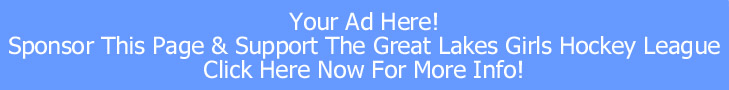 Your Ad Here!
Sponsor This Page & Support The Great Lakes Girls Hockey League
Click Here Now For More Info!